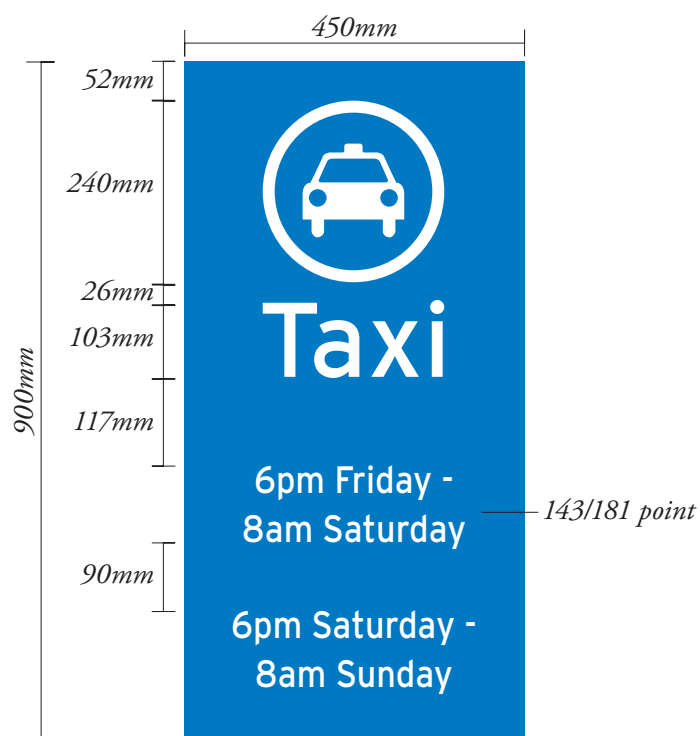 450mm
52mm
240mm
26mm
Taxi
103mm
900mm
117mm
6pm Friday -
8am Saturday
143/181 point
90mm
6pm Saturday -
8am Sunday